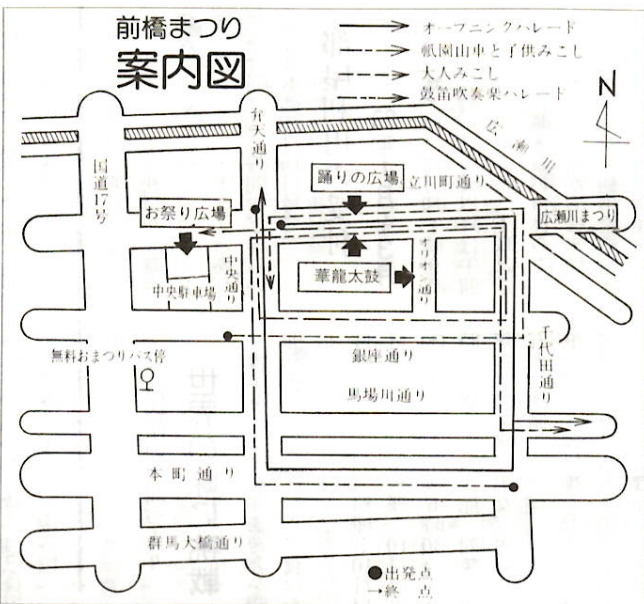 前橋まつり
案内図
オープニングパレード
祇園山車と子供みこし
大人みこし
鼓笛吹奏楽パレード
N
広瀬川
弁天通り
国道17号
踊りの広場
立川町通り
お祭り広場
広瀬川まつり
中央通り
オリオン通り
中央駐車場
華龍太鼓
千代田通り
無料おまつりバス停
銀座通り
馬場川通り
本町通り
群馬大橋通り
●出発点
→終点